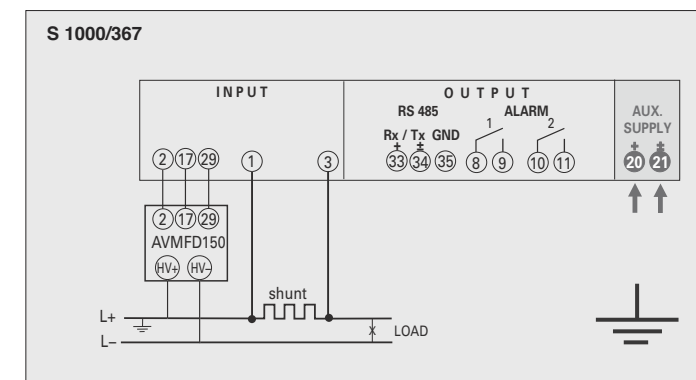 S 1000/367
INPUT
OUTPUT
RS 485 ALARM
AUX.
SUPPLY
1 2
Rx / Tx GND
+ ±
+ ±
2 17 29 1 3 33 34 35 8 9 10 11 20 21
2 17 29
AVMFD150
HV+ HV–
shunt
L+
X LOAD
L–